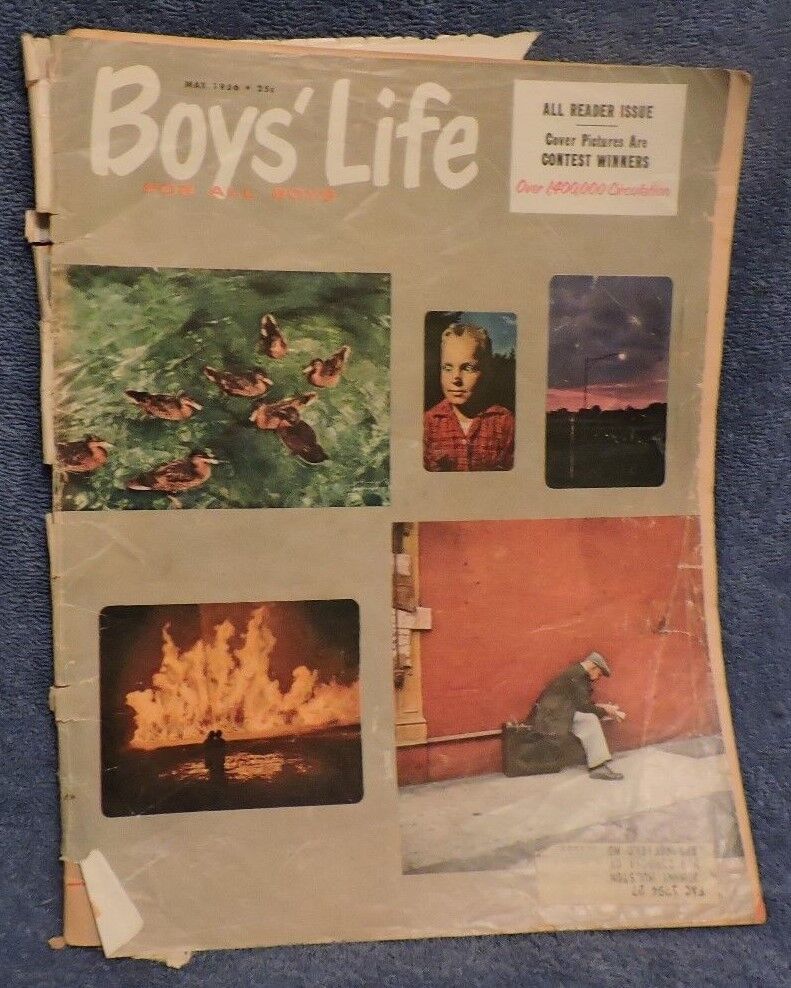 MAY, 1956 • 25c
Boys' Life
FOR ALL BOYS
ALL READER ISSUE
Cover Pictures Are
CONTEST WINNERS
Over 1,400,000 Circulation